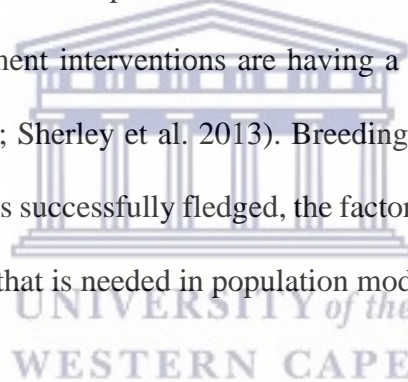 ment interventions are having a
; Sherley et al. 2013). Breeding
s successfully fledged, the factor
that is needed in population mod
UNIVERSITY of the
WESTERN CAPE